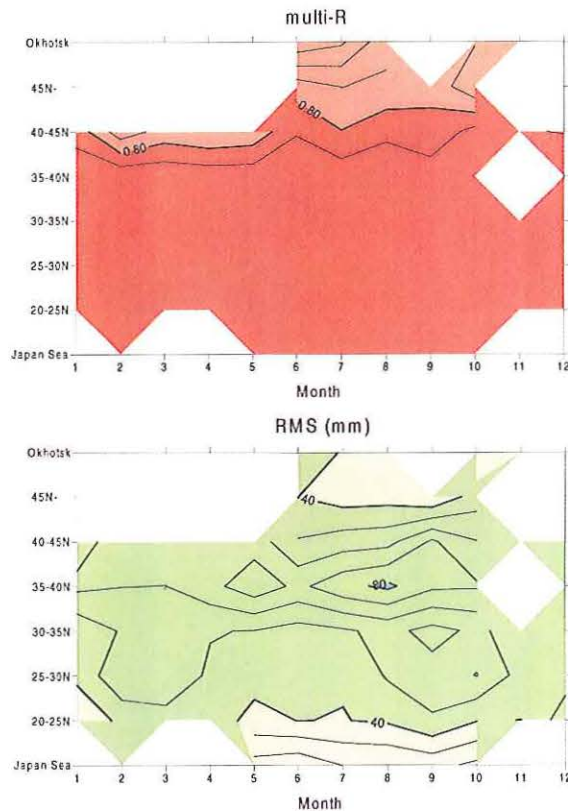 multi-R
Okhotsk
45N-
40-45N
35-40N
30-35N
25-30N
20-25N
Japan Sea
0.80
0.80
1 2 3 4 5 6 7 8 9 10 11 12
Month
RMS (mm)
Okhotsk
45N-
40-45N
35-40N
30-35N
25-30N
20-25N
Japan Sea
40
80
40
1 2 3 4 5 6 7 8 9 10 11 12
Month